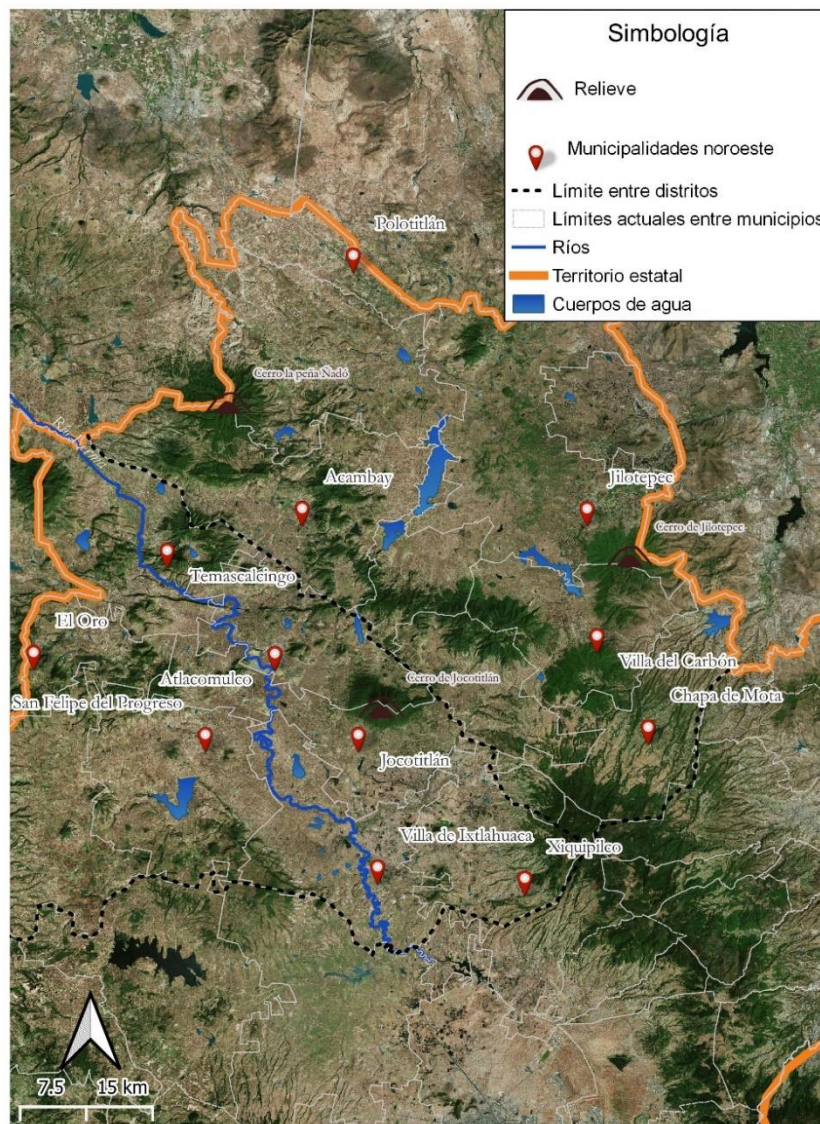 Simbología
Relieve
Municipalidades noroeste
Límite entre distritos
Límites actuales entre municipios
Ríos
Territorio estatal
Cuerpos de agua
Polotitlán
Cerro la peña Nadó
Acambay
Jilotepec
Cerro de Jilotepec
Temascalcingo
El Oro
Villa del Carbón
Atlacomulco
Cerro de Jocotitlán
Chapa de Mota
San Felipe del Progreso
Jocotitlán
Villa de Ixtlahuaca
Xiquipilco
7.5 15 km